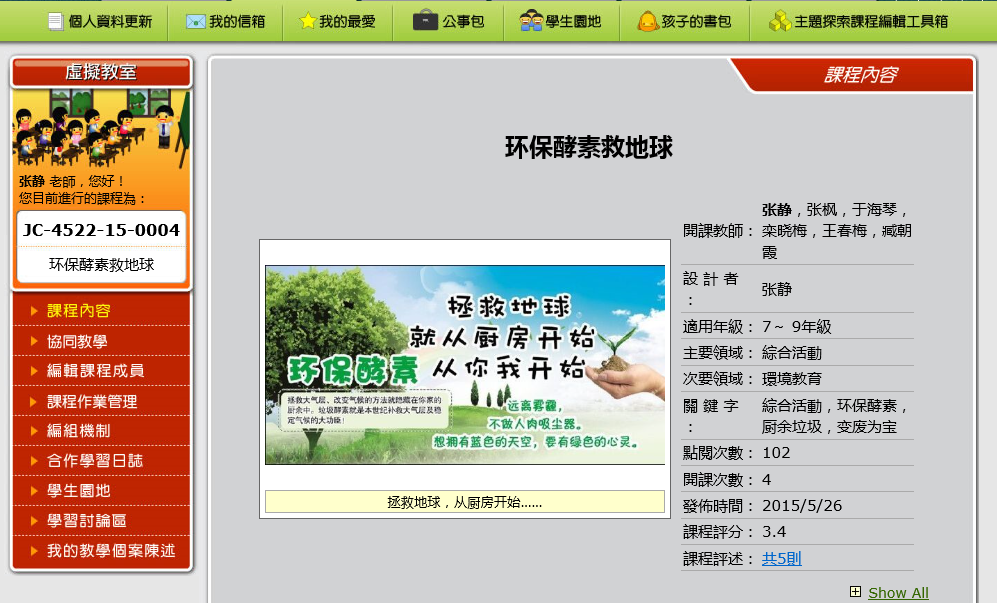 個人資料更新 我的信箱 我的最愛 公事包 學生園地 孩子的書包 主題探索課程編輯工具箱
虛擬教室
张静 老師，您好！
您目前進行的課程為：
JC-4522-15-0004
环保酵素救地球
課程內容
協同教學
編輯課程成員
課程作業管理
編組機制
合作學習日誌
學生園地
學習討論區
我的教學個案陳述
課程內容
环保酵素救地球
拯救地球
就从厨房开始
环保酵素 从你我开始
拯救大气层、改变气候的方法就隐藏在你家的
厨余中。垃圾酵素就是本世纪补救大气层及稳
定气候的大功臣！
远离雾霾，
不做人肉吸尘器。
想拥有蓝色的天空，要有绿色的心灵。
拯救地球，从厨房开始......
開課教師： 张静，张枫，于海琴，
栾晓梅，王春梅，臧朝
霞
設 計 者
： 张静
適用年級： 7～ 9年級
主要領域： 綜合活動
次要領域： 環境教育
關 鍵 字
： 綜合活動，环保酵素，
厨余垃圾，变废为宝
點閱次數： 102
開課次數： 4
發佈時間： 2015/5/26
課程評分： 3.4
課程評述： 共5則
Show All